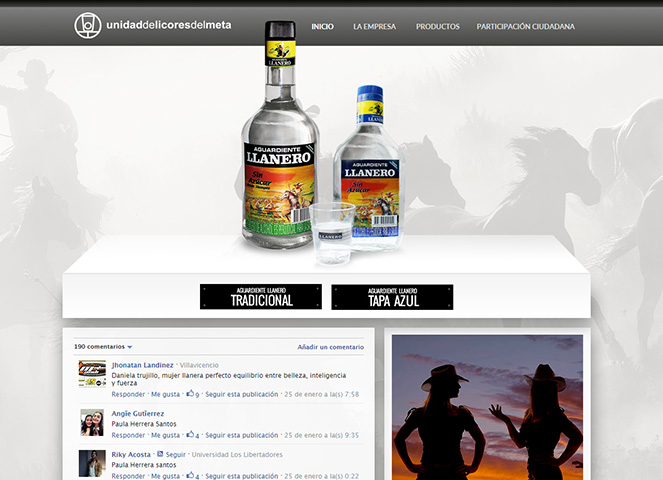 unidaddelicoresdelmeta
INICIO
LA EMPRESA
PRODUCTOS
PARTICIPACIÓN CIUDADANA
LLANERO
AGUARDIENTE
LLANERO
Sin
Azúcar
AGUARDIENTE
LLANERO
Sin
Azúcar
LLANERO
AGUARDIENTE LLANERO
TRADICIONAL
AGUARDIENTE LLANERO
TAPA AZUL
190 comentarios
Añadir un comentario
Jhonatan Landinez · Villavicencio
Daniela trujillo, mujer llanera perfecto equilibrio entre belleza, inteligencia
y fuerza
Responder · Me gusta · 9 · Seguir esta publicación · 25 de enero a la(s) 7:58
Angie Gutierrez
Paula Herrera Santos
Responder · Me gusta · 4 · Seguir esta publicación · 25 de enero a la(s) 9:35
Riky Acosta · Seguir · Universidad Los Libertadores
Paula Herrera santos
Responder · Me gusta · 4 · Seguir esta publicación · 25 de enero a la(s) 0:22